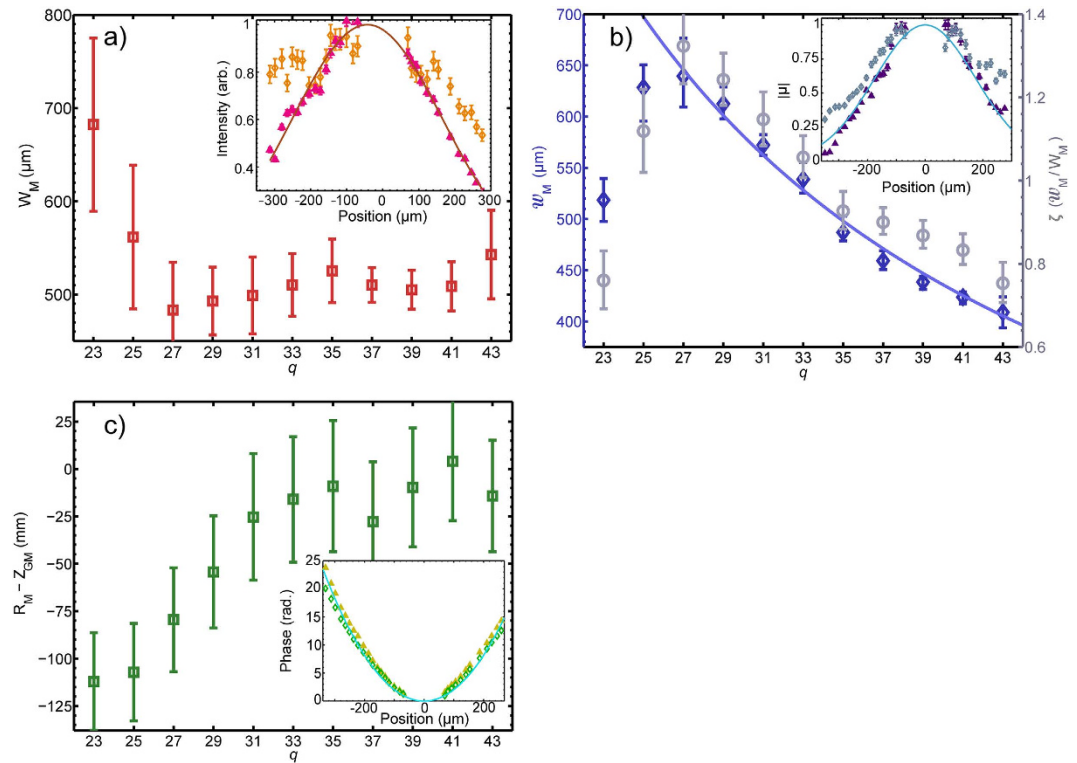 a)
W_M (µm)
800
700
600
500
23 25 27 29 31 33 35 37 39 41 43
q
Intensity (arb.)
1
0.8
0.6
0.4
-300 -200 -100 0 100 200 300
Position (µm)
b)
w_M (µm)
700
650
600
550
500
450
400
23 25 27 29 31 33 35 37 39 41 43
q
1.4
1.2
1
0.8
0.6
ζ (w_M/W_M)
|µ|
1
0.75
0.5
0.25
0
-200 0 200
Position (µm)
c)
R_M − Z_GM (mm)
25
0
−25
−50
−75
−100
−125
23 25 27 29 31 33 35 37 39 41 43
q
Phase (rad.)
25
20
15
10
5
0
-200 0 200
Position (µm)